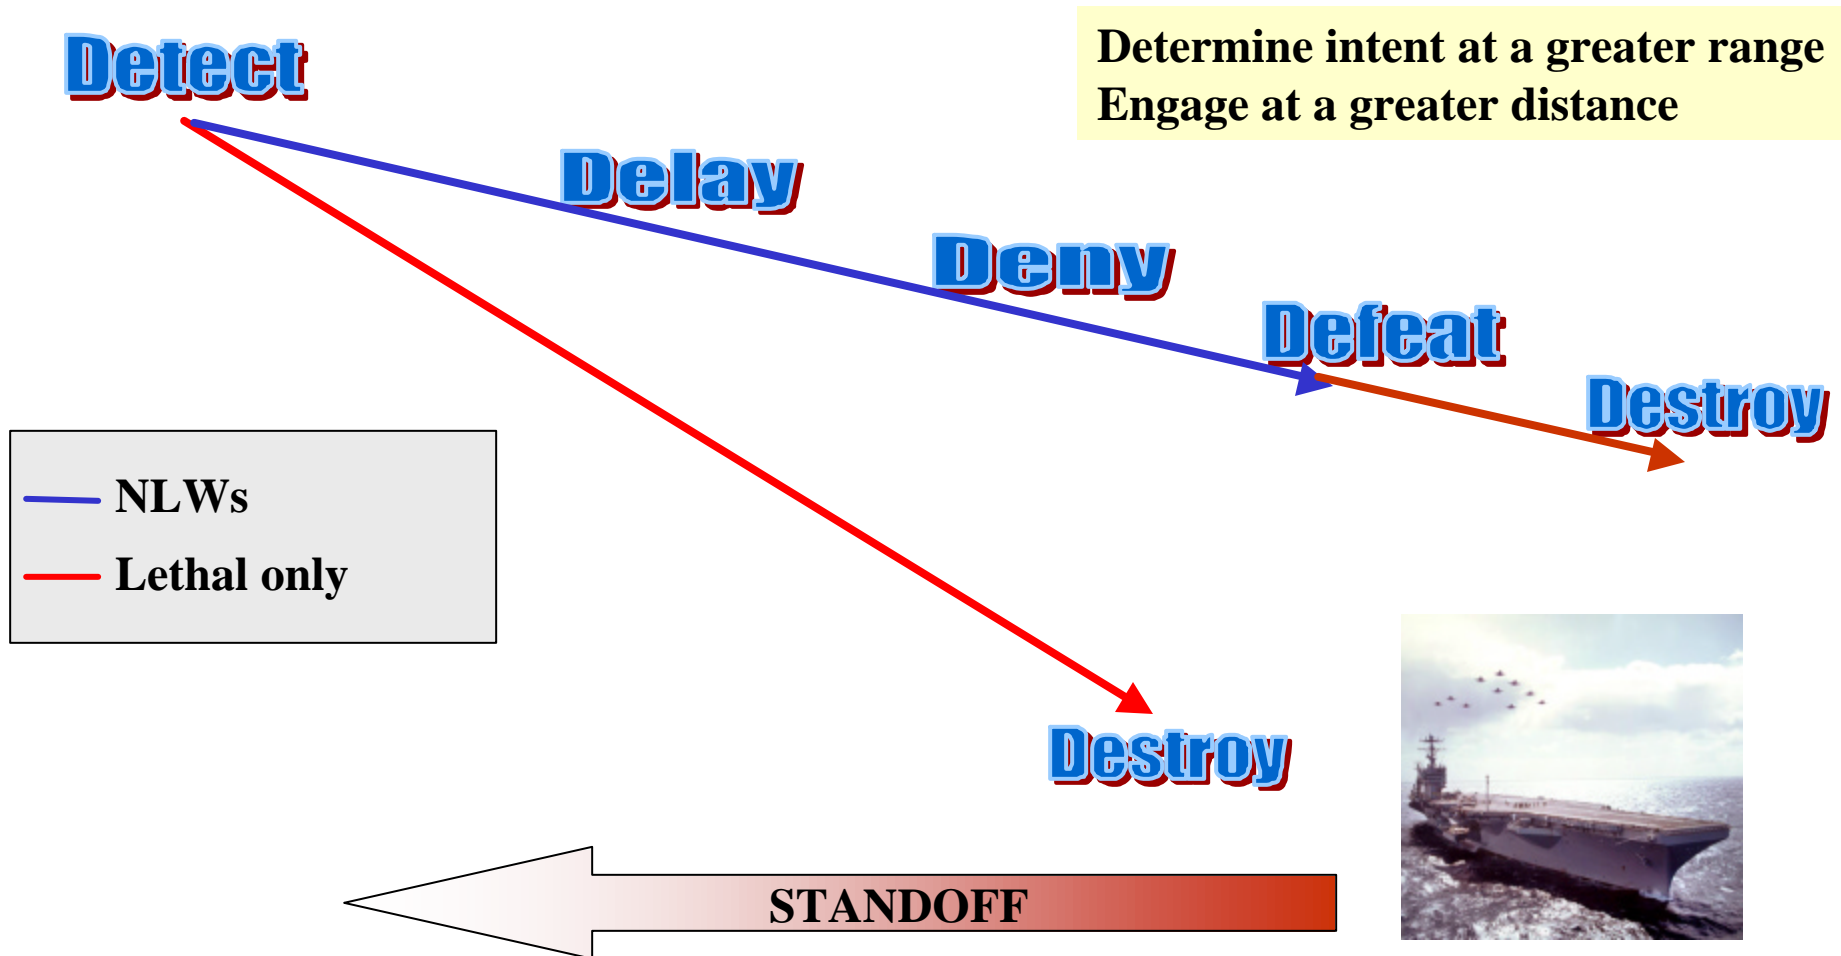 Detect
Determine intent at a greater range
Engage at a greater distance
Delay
Deny
Defeat
Destroy
NLWs
Lethal only
Destroy
STANDOFF